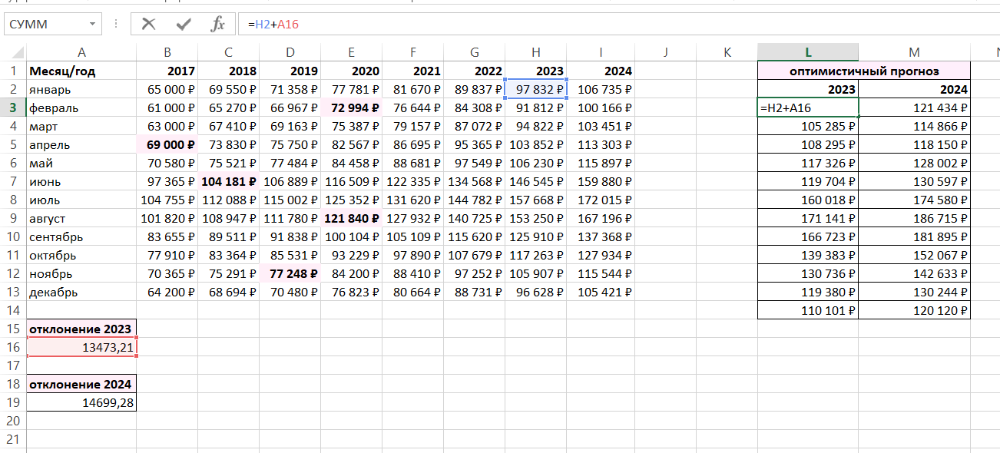 СУММ =H2+A16
A B C D E F G H I J K L M
1 Месяц/год 2017 2018 2019 2020 2021 2022 2023 2024 оптимистичный прогноз
2 январь 65 000 ₽ 69 550 ₽ 71 358 ₽ 77 781 ₽ 81 670 ₽ 89 837 ₽ 97 832 ₽ 106 735 ₽ 2023 2024
3 февраль 61 000 ₽ 65 270 ₽ 66 967 ₽ 72 994 ₽ 76 644 ₽ 84 308 ₽ 91 812 ₽ 100 166 ₽ =H2+A16 121 434 ₽
4 март 63 000 ₽ 67 410 ₽ 69 163 ₽ 75 387 ₽ 79 157 ₽ 87 072 ₽ 94 822 ₽ 103 451 ₽ 105 285 ₽ 114 866 ₽
5 апрель 69 000 ₽ 73 830 ₽ 75 750 ₽ 82 567 ₽ 86 695 ₽ 95 365 ₽ 103 852 ₽ 113 303 ₽ 108 295 ₽ 118 150 ₽
6 май 70 580 ₽ 75 521 ₽ 77 484 ₽ 84 458 ₽ 88 681 ₽ 97 549 ₽ 106 230 ₽ 115 897 ₽ 117 326 ₽ 128 002 ₽
7 июнь 97 365 ₽ 104 181 ₽ 106 889 ₽ 116 509 ₽ 122 335 ₽ 134 568 ₽ 146 545 ₽ 159 880 ₽ 119 704 ₽ 130 597 ₽
8 июль 104 755 ₽ 112 088 ₽ 115 002 ₽ 125 352 ₽ 131 620 ₽ 144 782 ₽ 157 668 ₽ 172 015 ₽ 160 018 ₽ 174 580 ₽
9 август 101 820 ₽ 108 947 ₽ 111 780 ₽ 121 840 ₽ 127 932 ₽ 140 725 ₽ 153 250 ₽ 167 196 ₽ 171 141 ₽ 186 715 ₽
10 сентябрь 83 655 ₽ 89 511 ₽ 91 838 ₽ 100 104 ₽ 105 109 ₽ 115 620 ₽ 125 910 ₽ 137 368 ₽ 166 723 ₽ 181 895 ₽
11 октябрь 77 910 ₽ 83 364 ₽ 85 531 ₽ 93 229 ₽ 97 890 ₽ 107 679 ₽ 117 263 ₽ 127 934 ₽ 139 383 ₽ 152 067 ₽
12 ноябрь 70 365 ₽ 75 291 ₽ 77 248 ₽ 84 200 ₽ 88 410 ₽ 97 252 ₽ 105 907 ₽ 115 544 ₽ 130 736 ₽ 142 633 ₽
13 декабрь 64 200 ₽ 68 694 ₽ 70 480 ₽ 76 823 ₽ 80 664 ₽ 88 731 ₽ 96 628 ₽ 105 421 ₽ 119 380 ₽ 130 244 ₽
14 110 101 ₽ 120 120 ₽
15 отклонение 2023
16 13473,21
17
18 отклонение 2024
19 14699,28
20
21